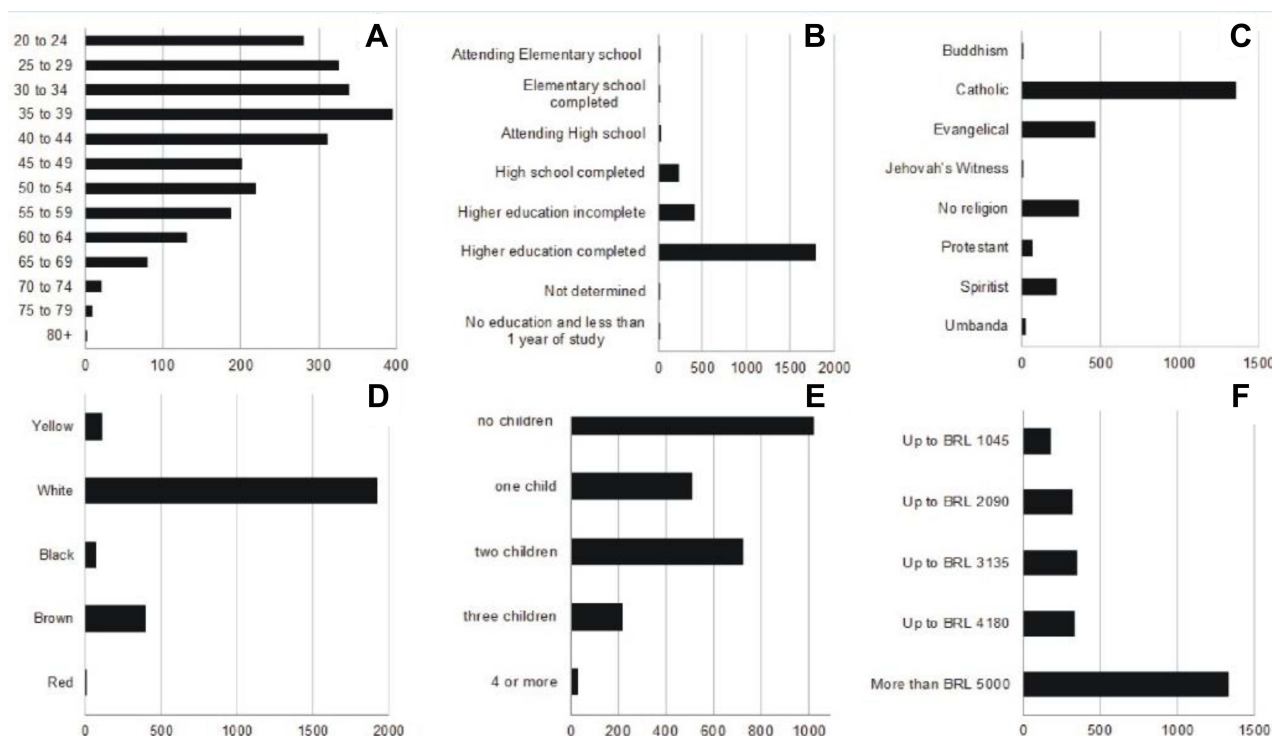 A
20 to 24
25 to 29
30 to 34
35 to 39
40 to 44
45 to 49
50 to 54
55 to 59
60 to 64
65 to 69
70 to 74
75 to 79
80+
0 100 200 300 400
B
Attending Elementary school
Elementary school
completed
Attending High school
High school completed
Higher education incomplete
Higher education completed
Not determined
No education and less than
1 year of study
0 500 1000 1500 2000
C
Buddhism
Catholic
Evangelical
Jehovah's Witness
No religion
Protestant
Spiritist
Umbanda
0 500 1000 1500
D
Yellow
White
Black
Brown
Red
0 500 1000 1500 2000
E
no children
one child
two children
three children
4 or more
0 200 400 600 800 1000
F
Up to BRL 1045
Up to BRL 2090
Up to BRL 3135
Up to BRL 4180
More than BRL 5000
0 500 1000 1500